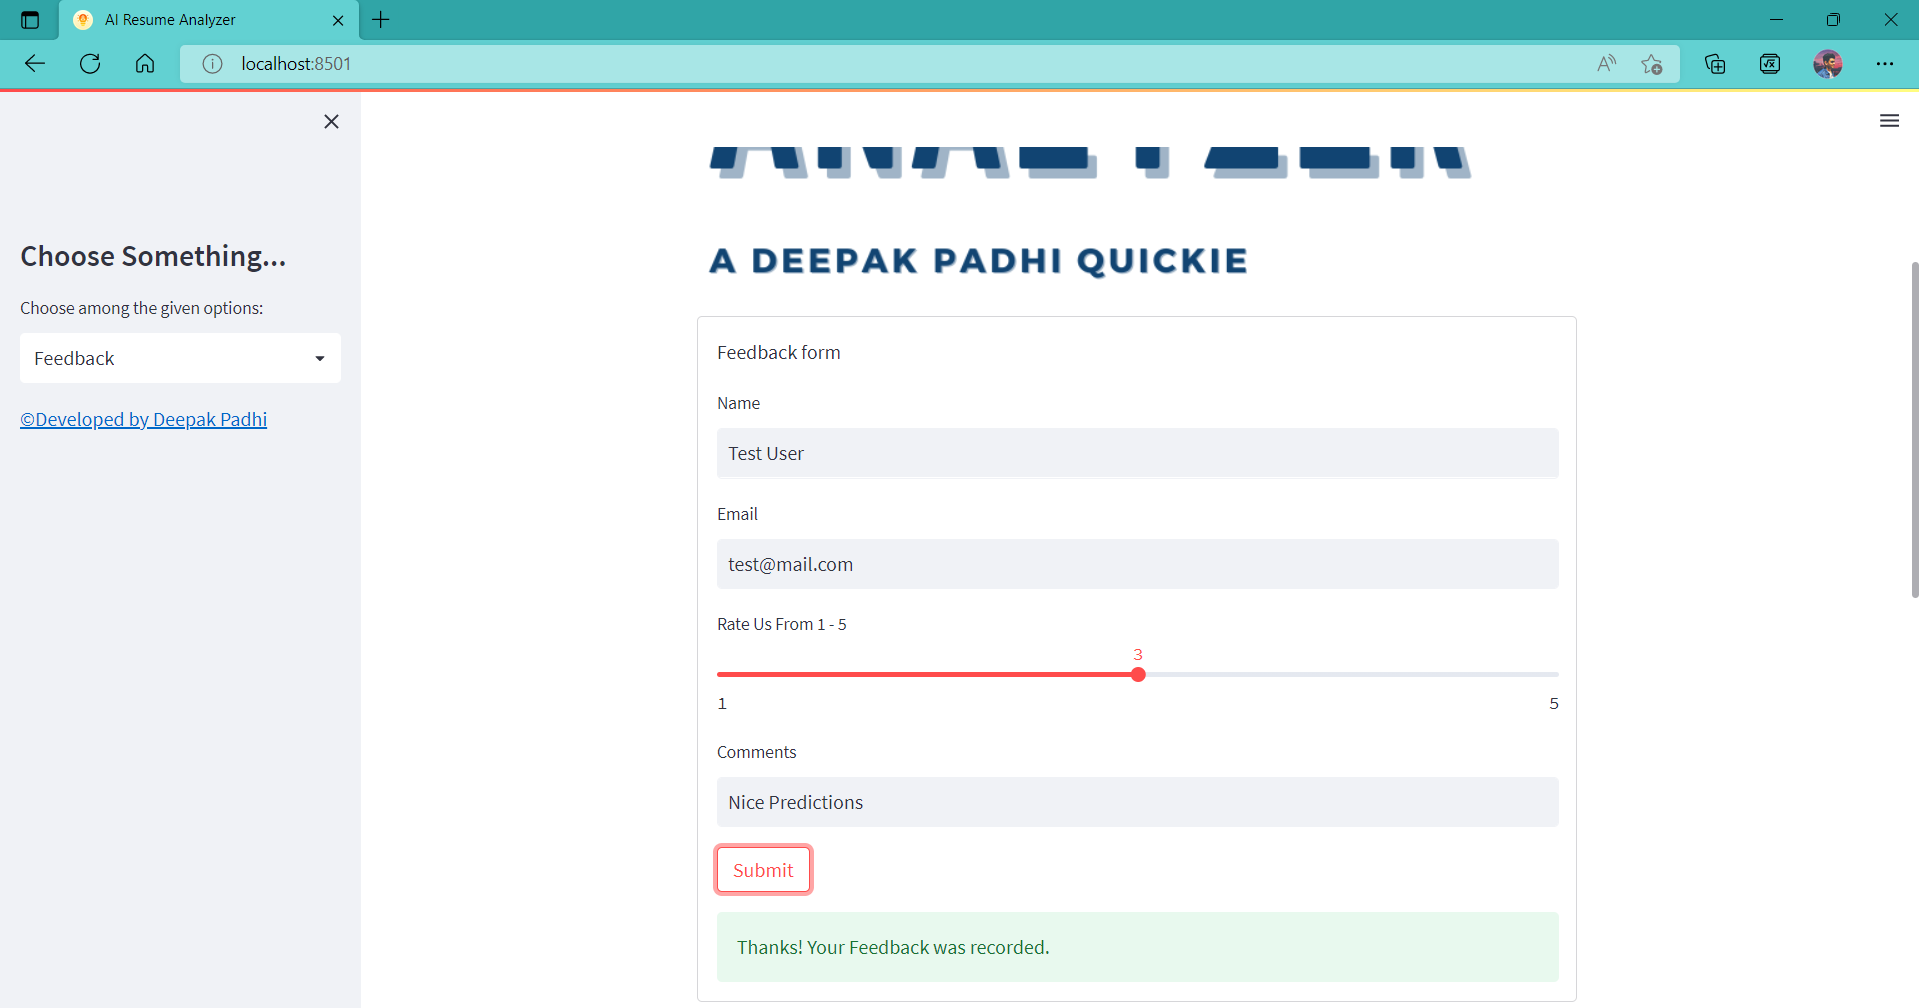 AI Resume Analyzer
localhost:8501
Choose Something...
Choose among the given options:
Feedback
©Developed by Deepak Padhi
ANALYZER
A DEEPAK PADHI QUICKIE
Feedback form
Name
Test User
Email
test@mail.com
Rate Us From 1 - 5
3
1
5
Comments
Nice Predictions
Submit
Thanks! Your Feedback was recorded.